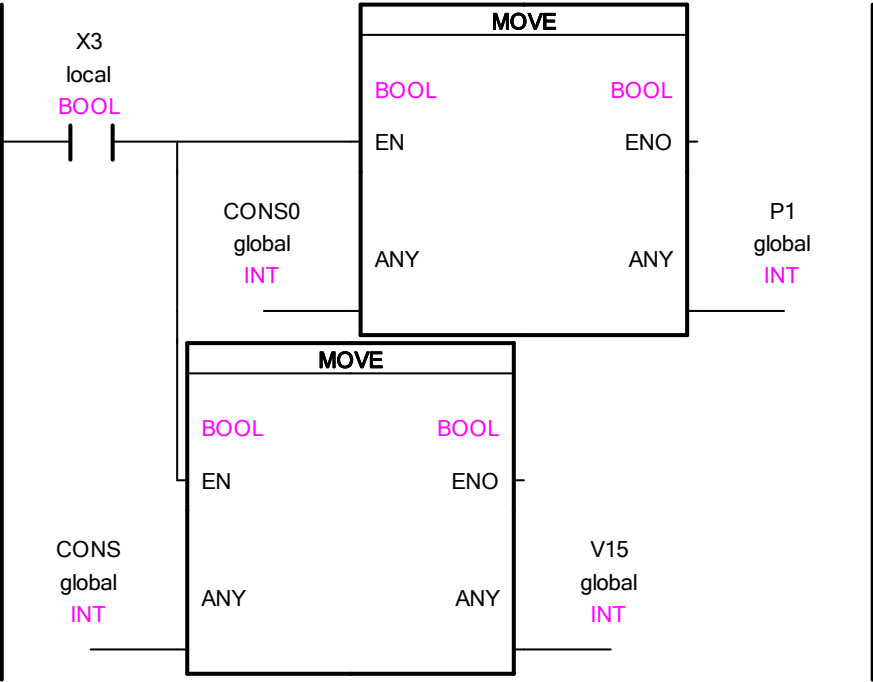 MOVE
X3
local
BOOL
BOOL BOOL
EN ENO
CONS0
global
INT
ANY ANY
P1
global
INT
MOVE
BOOL BOOL
EN ENO
CONS
global
INT
ANY ANY
V15
global
INT